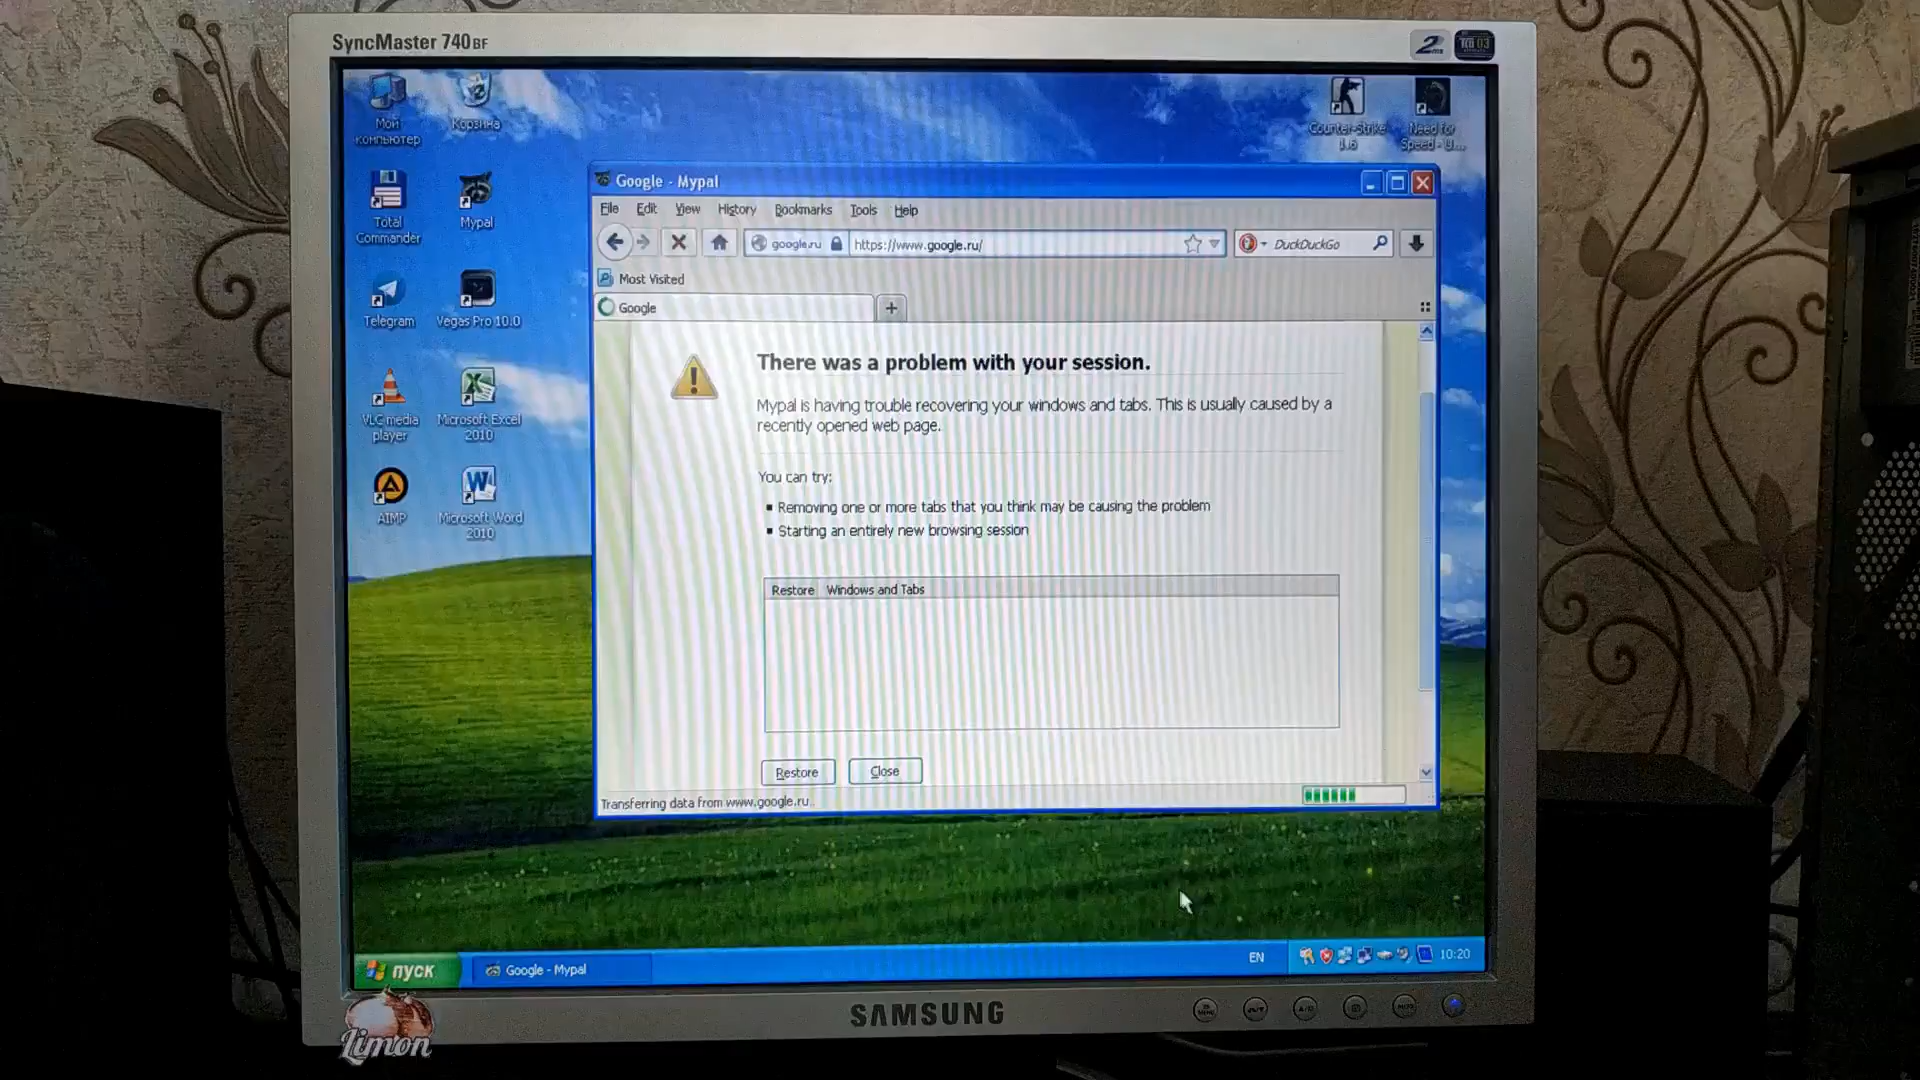 SyncMaster 740BF
2ms
TCO 03
Мой
компьютер
Корзина
Counter-Strike
1.6
Need for
Speed - U...
Total
Commander
Mypal
Telegram
Vegas Pro 10.0
VLC media
player
Microsoft Excel
2010
AIMP
Microsoft Word
2010
Google - Mypal
File Edit View History Bookmarks Tools Help
google.ru https://www.google.ru/ DuckDuckGo
Most Visited
Google
There was a problem with your session.
Mypal is having trouble recovering your windows and tabs. This is usually caused by a
recently opened web page.
You can try:
Removing one or more tabs that you think may be causing the problem
Starting an entirely new browsing session
Restore Windows and Tabs
Restore Close
Transferring data from www.google.ru...
пуск Google - Mypal EN 10:20
SAMSUNG
Limon